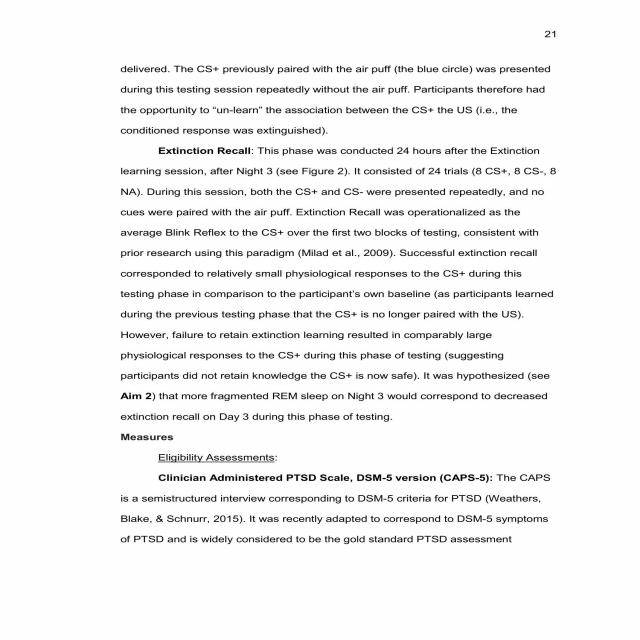 21
delivered. The CS+ previously paired with the air puff (the blue circle) was presented
during this testing session repeatedly without the air puff. Participants therefore had
the opportunity to “un-learn” the association between the CS+ the US (i.e., the
conditioned response was extinguished).
Extinction Recall: This phase was conducted 24 hours after the Extinction
learning session, after Night 3 (see Figure 2). It consisted of 24 trials (8 CS+, 8 CS-, 8
NA). During this session, both the CS+ and CS- were presented repeatedly, and no
cues were paired with the air puff. Extinction Recall was operationalized as the
average Blink Reflex to the CS+ over the first two blocks of testing, consistent with
prior research using this paradigm (Milad et al., 2009). Successful extinction recall
corresponded to relatively small physiological responses to the CS+ during this
testing phase in comparison to the participant’s own baseline (as participants learned
during the previous testing phase that the CS+ is no longer paired with the US).
However, failure to retain extinction learning resulted in comparably large
physiological responses to the CS+ during this phase of testing (suggesting
participants did not retain knowledge the CS+ is now safe). It was hypothesized (see
Aim 2) that more fragmented REM sleep on Night 3 would correspond to decreased
extinction recall on Day 3 during this phase of testing.
Measures
Eligibility Assessments:
Clinician Administered PTSD Scale, DSM-5 version (CAPS-5): The CAPS
is a semistructured interview corresponding to DSM-5 criteria for PTSD (Weathers,
Blake, & Schnurr, 2015). It was recently adapted to correspond to DSM-5 symptoms
of PTSD and is widely considered to be the gold standard PTSD assessment